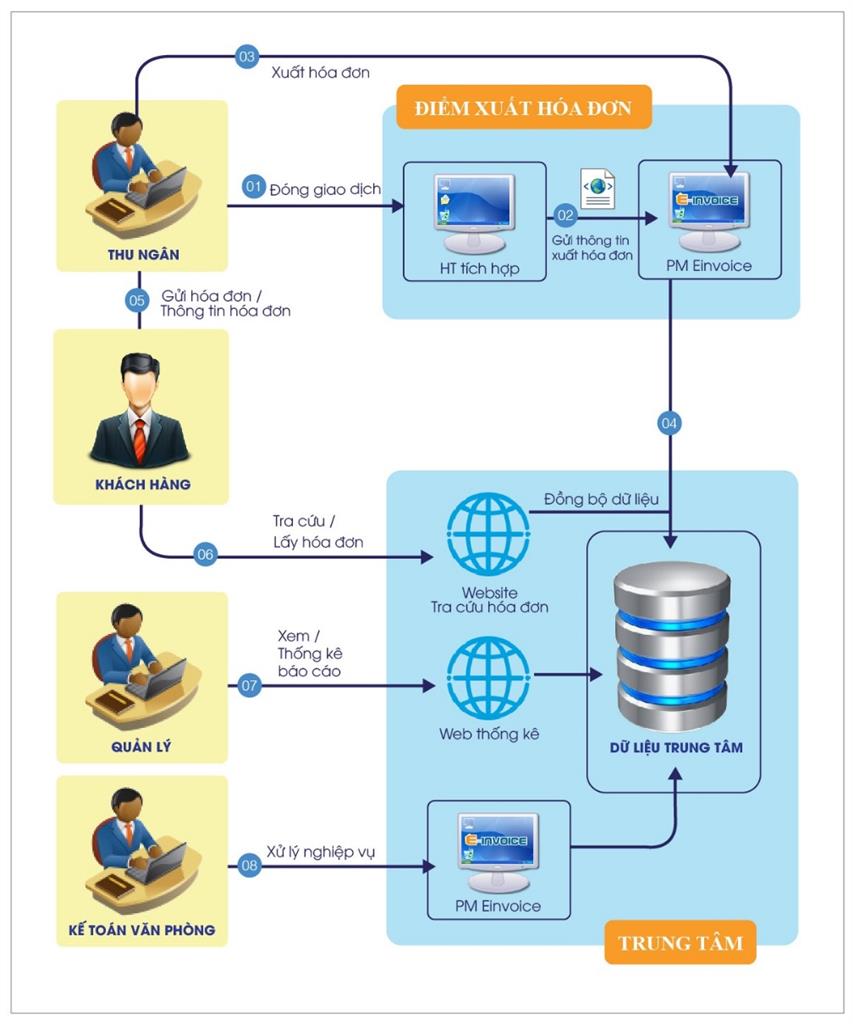 03
Xuất hóa đơn
ĐIỂM XUẤT HÓA ĐƠN
01
Đóng giao dịch
02
Gửi thông tin
xuất hóa đơn
E-INVOICE
HT tích hợp
PM Einvoice
THU NGÂN
05
Gửi hóa đơn /
Thông tin hóa đơn
04
KHÁCH HÀNG
Đồng bộ dữ liệu
Tra cứu /
Lấy hóa đơn
06
Website
Tra cứu hóa đơn
Xem /
Thống kê
báo cáo
07
Web thống kê
QUẢN LÝ
DỮ LIỆU TRUNG TÂM
Xử lý nghiệp vụ
08
E-INVOICE
PM Einvoice
KẾ TOÁN VĂN PHÒNG
TRUNG TÂM